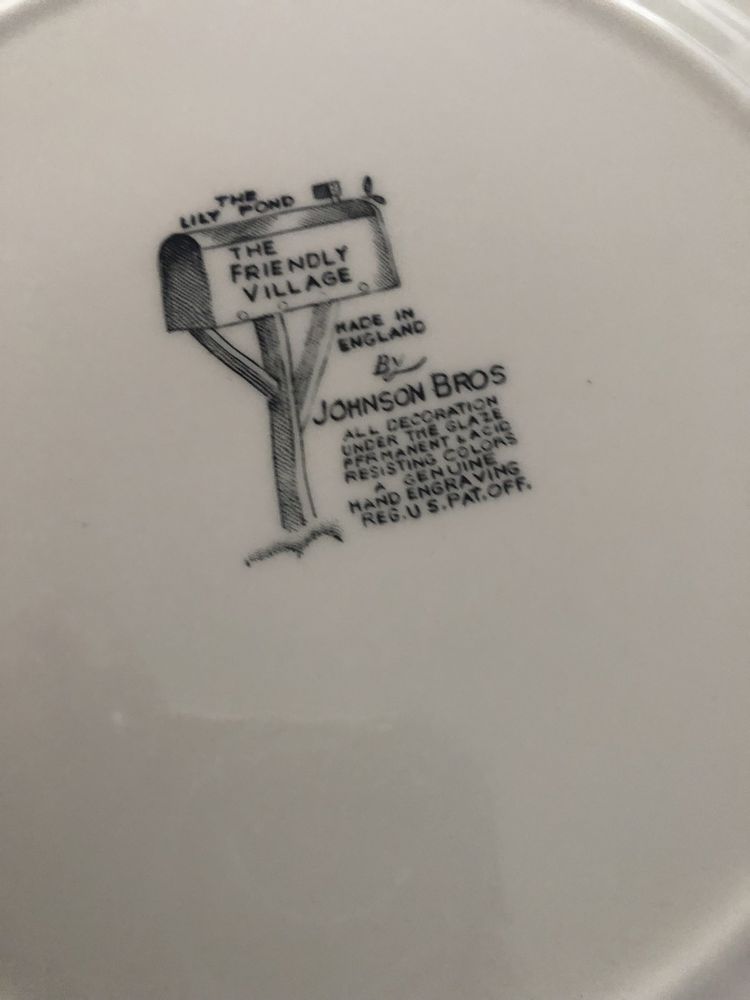 THE
LILY POND
THE
FRIENDLY
VILLAGE
MADE IN
ENGLAND
By
JOHNSON BROS
ALL DECORATION
UNDER THE GLAZE
PERMANENT & ACID
RESISTING COLORS
A GENUINE
HAND ENGRAVING
REG. U S. PAT. OFF.